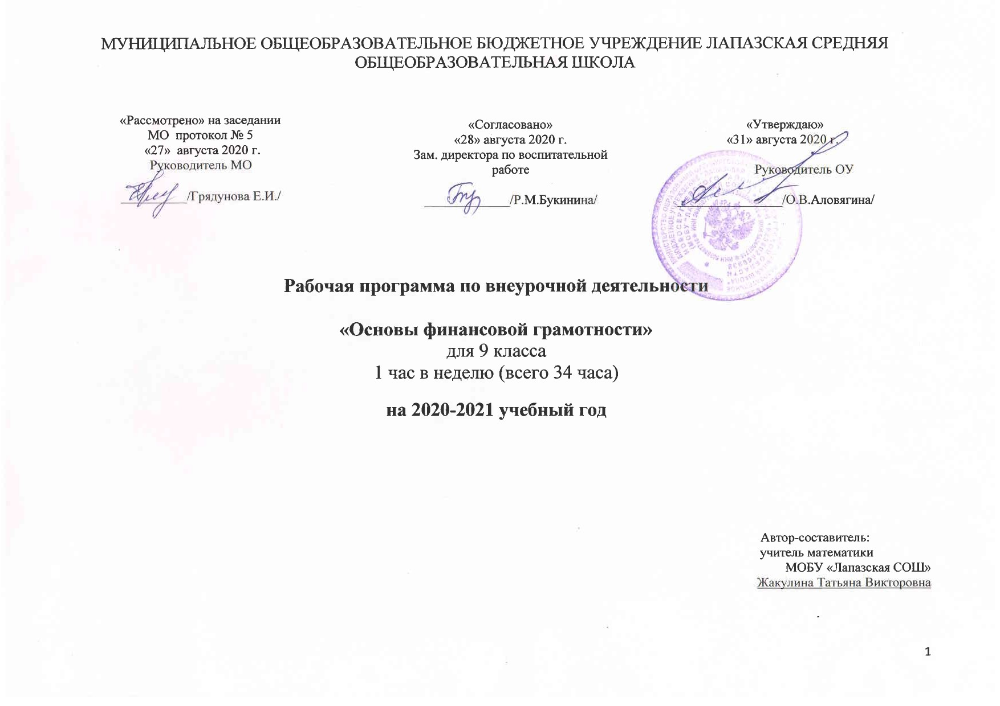 МУНИЦИПАЛЬНОЕ ОБЩЕОБРАЗОВАТЕЛЬНОЕ БЮДЖЕТНОЕ УЧРЕЖДЕНИЕ ЛАПАЗСКАЯ СРЕДНЯЯ
ОБЩЕОБРАЗОВАТЕЛЬНАЯ ШКОЛА
«Рассмотрено» на заседании
МО протокол № 5
«27» августа 2020 г.
Руководитель МО
/Грядунова Е.И./
«Согласовано»
«28» августа 2020 г.
Зам. директора по воспитательной
работе
/Р.М.Букинина/
«Утверждаю»
«31» августа 2020 г.
Руководитель ОУ
/О.В.Аловягина/
Рабочая программа по внеурочной деятельности
«Основы финансовой грамотности»
для 9 класса
1 час в неделю (всего 34 часа)
на 2020-2021 учебный год
Автор-составитель:
учитель математики
МОБУ «Лапазская СОШ»
Жакулина Татьяна Викторовна
1